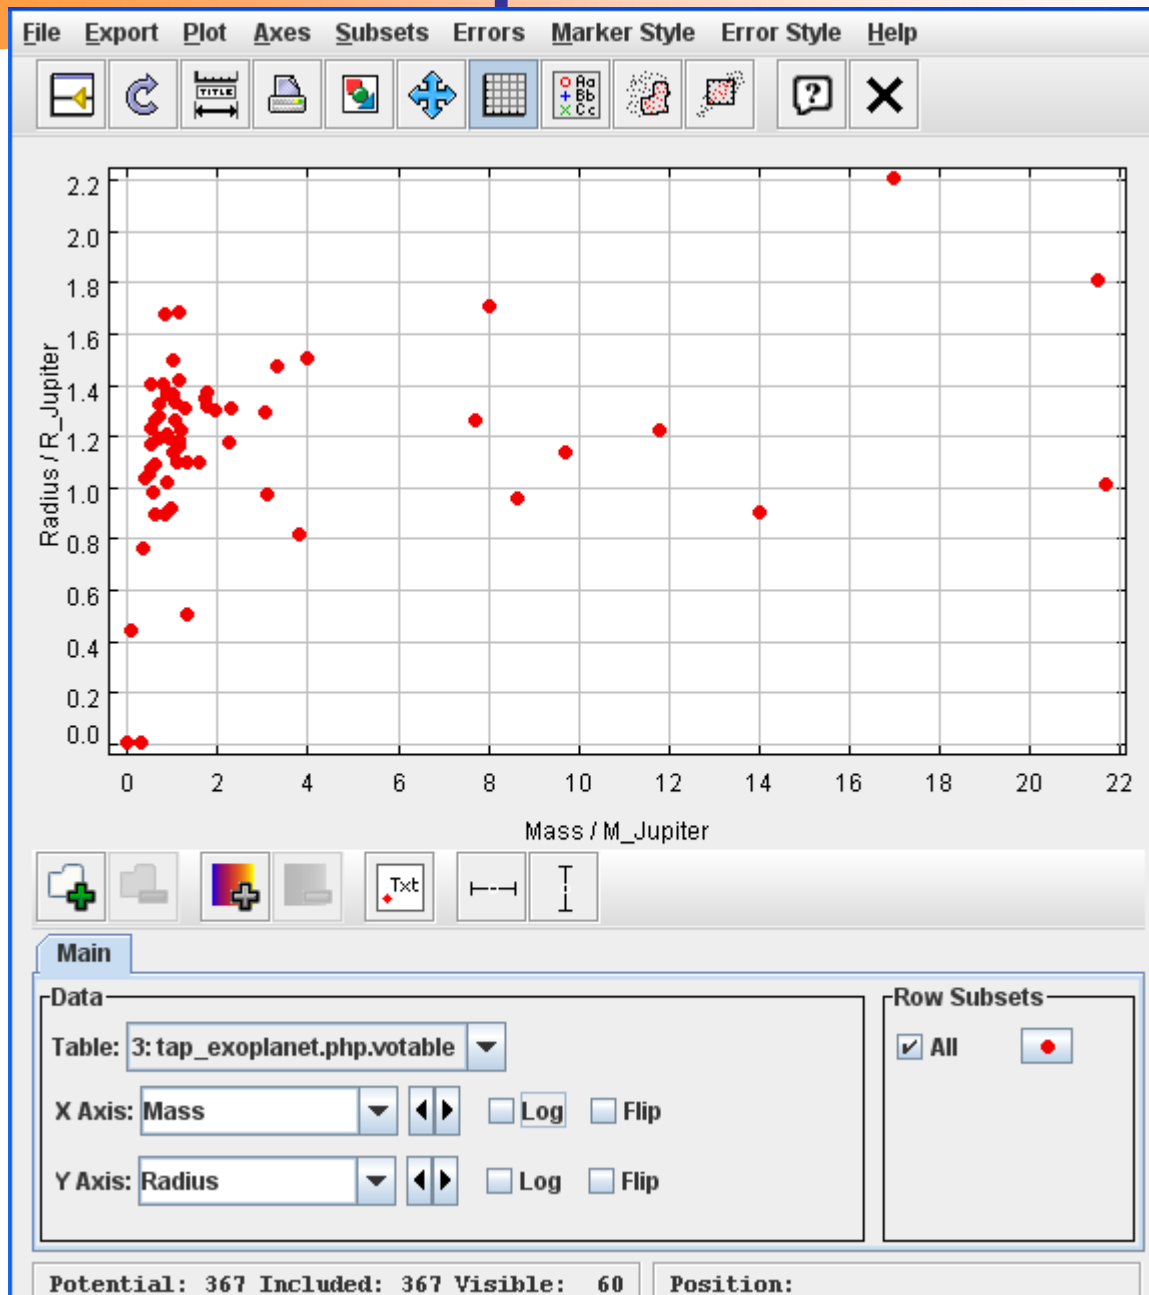 File Export Plot Axes Subsets Errors Marker Style Error Style Help
TITLE
Aa
Bb
Cc
?
2.2
2.0
1.8
1.6
1.4
1.2
1.0
0.8
0.6
0.4
0.2
0.0
Radius / R_Jupiter
0 2 4 6 8 10 12 14 16 18 20 22
Mass / M_Jupiter
Txt
Main
Data
Row Subsets
Table: 3: tap_exoplanet.php.votable
All
X Axis: Mass Log Flip
Y Axis: Radius Log Flip
Potential: 367 Included: 367 Visible: 60 Position: